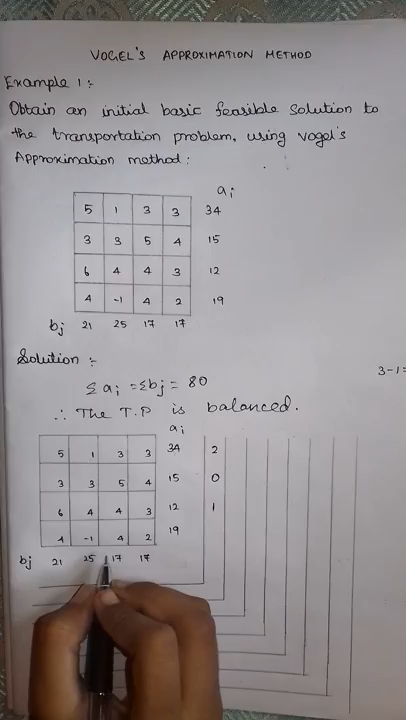 VOGEL'S APPROXIMATION METHOD
Example 1 :-
Obtain an initial basic feasible solution to
the transportation problem, using vogel's
Approximation method :
ai
5 1 3 3 34
3 3 5 4 15
6 4 4 3 12
4 -1 4 2 19
bj 21 25 17 17
Solution :-
3-1=
Σ ai = Σbj = 80
∴ The T.P is balanced.
ai
5 1 3 3 34 2
3 3 5 4 15 0
6 4 4 3 12 1
4 -1 4 2 19
bj 21 25 17 17